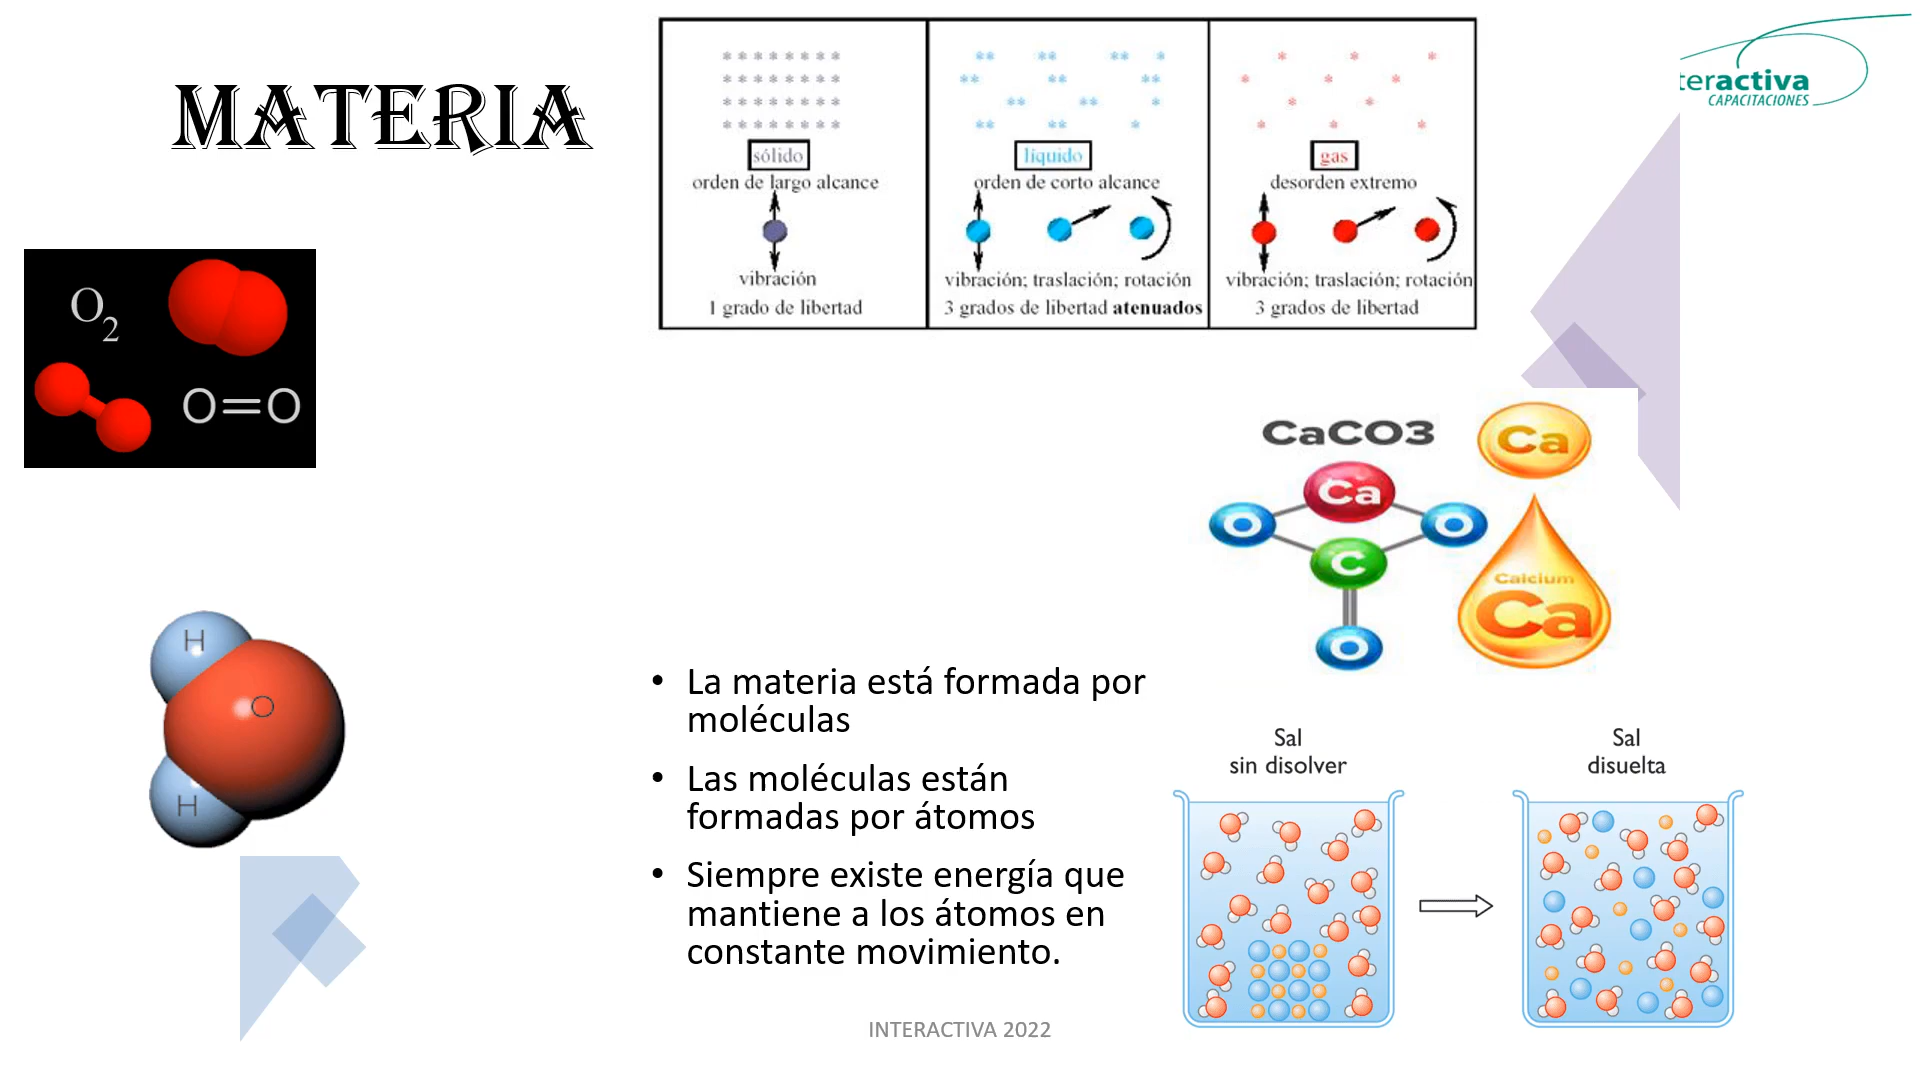 MATERIA
sólido
orden de largo alcance
vibración
1 grado de libertad
líquido
orden de corto alcance
vibración; traslación; rotación
3 grados de libertad atenuados
gas
desorden extremo
vibración; traslación; rotación
3 grados de libertad
teractiva
CAPACITACIONES
O2
O=O
CaCO3
Ca
Ca
O
O
C
O
Calcium
Ca
H
O
H
• La materia está formada por
moléculas
• Las moléculas están
formadas por átomos
• Siempre existe energía que
mantiene a los átomos en
constante movimiento.
Sal
sin disolver
Sal
disuelta
INTERACTIVA 2022